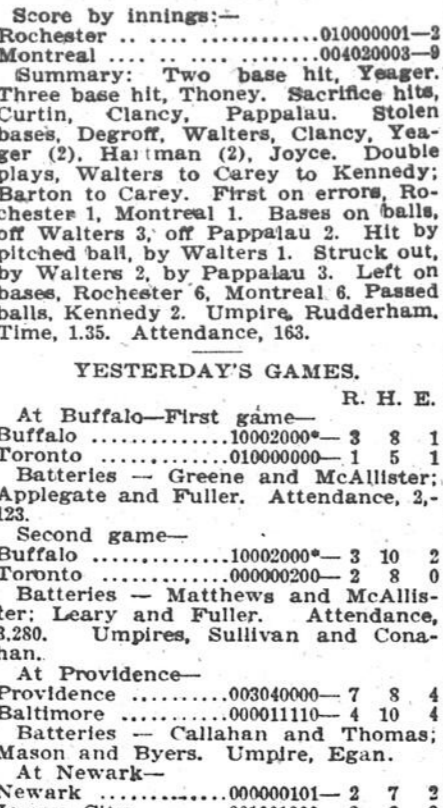 Score by innings:—
Rochester .. .. .............010000001—2
Montreal .... .. .. .........004020003—9
Summary: Two base hit, Yeager.
Three base hit, Thoney. Sacrifice hits,
Curtin, Clancy, Pappalau. Stolen
bases, Degroff, Walters, Clancy, Yea-
ger (2), Hartman (2), Joyce. Double
plays, Walters to Carey to Kennedy;
Barton to Carey. First on errors, Ro-
chester 1, Montreal 1. Bases on balls,
off Walters 3, off Pappalau 2. Hit by
pitched ball, by Walters 1. Struck out,
by Walters 2, by Pappalau 3. Left on
bases, Rochester 6, Montreal 6. Passed
balls, Kennedy 2. Umpire, Rudderham.
Time, 1.35. Attendance, 163.
YESTERDAY'S GAMES.
R. H. E.
At Buffalo—First game—
Buffalo ..............10002000*— 3 8 1
Toronto ..............010000000— 1 5 1
Batteries — Greene and McAllister;
Applegate and Fuller. Attendance, 2,-
123.
Second game—
Buffalo ..............10002000*— 3 10 2
Toronto .............000000200— 2 8 0
Batteries — Matthews and McAllis-
ter; Leary and Fuller. Attendance,
3.280. Umpires, Sullivan and Cona-
han.
At Providence—
Providence ..........003040000— 7 8 4
Baltimore ...........000011110— 4 10 4
Batteries — Callahan and Thomas;
Mason and Byers. Umpire, Egan.
At Newark—
Newark .............000000101— 2 7 2